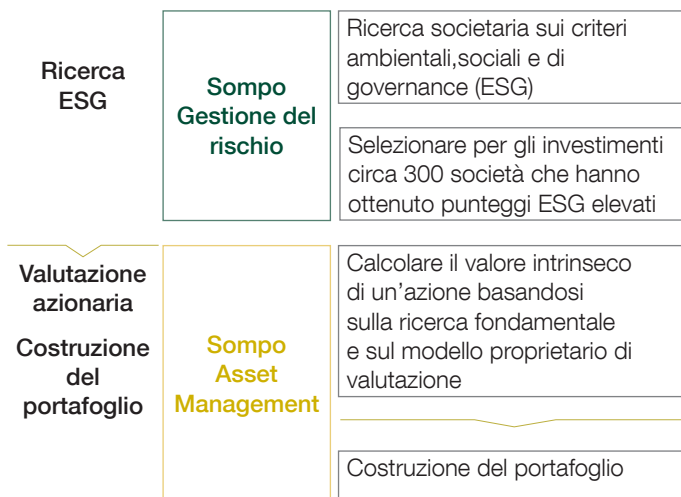 Ricerca
ESG
Sompo
Gestione del
rischio
Ricerca societaria sui criteri
ambientali,sociali e di
governance (ESG)
Selezionare per gli investimenti
circa 300 società che hanno
ottenuto punteggi ESG elevati
Valutazione
azionaria
Costruzione
del
portafoglio
Sompo
Asset
Management
Calcolare il valore intrinseco
di un’azione basandosi
sulla ricerca fondamentale
e sul modello proprietario di
valutazione
Costruzione del portafoglio